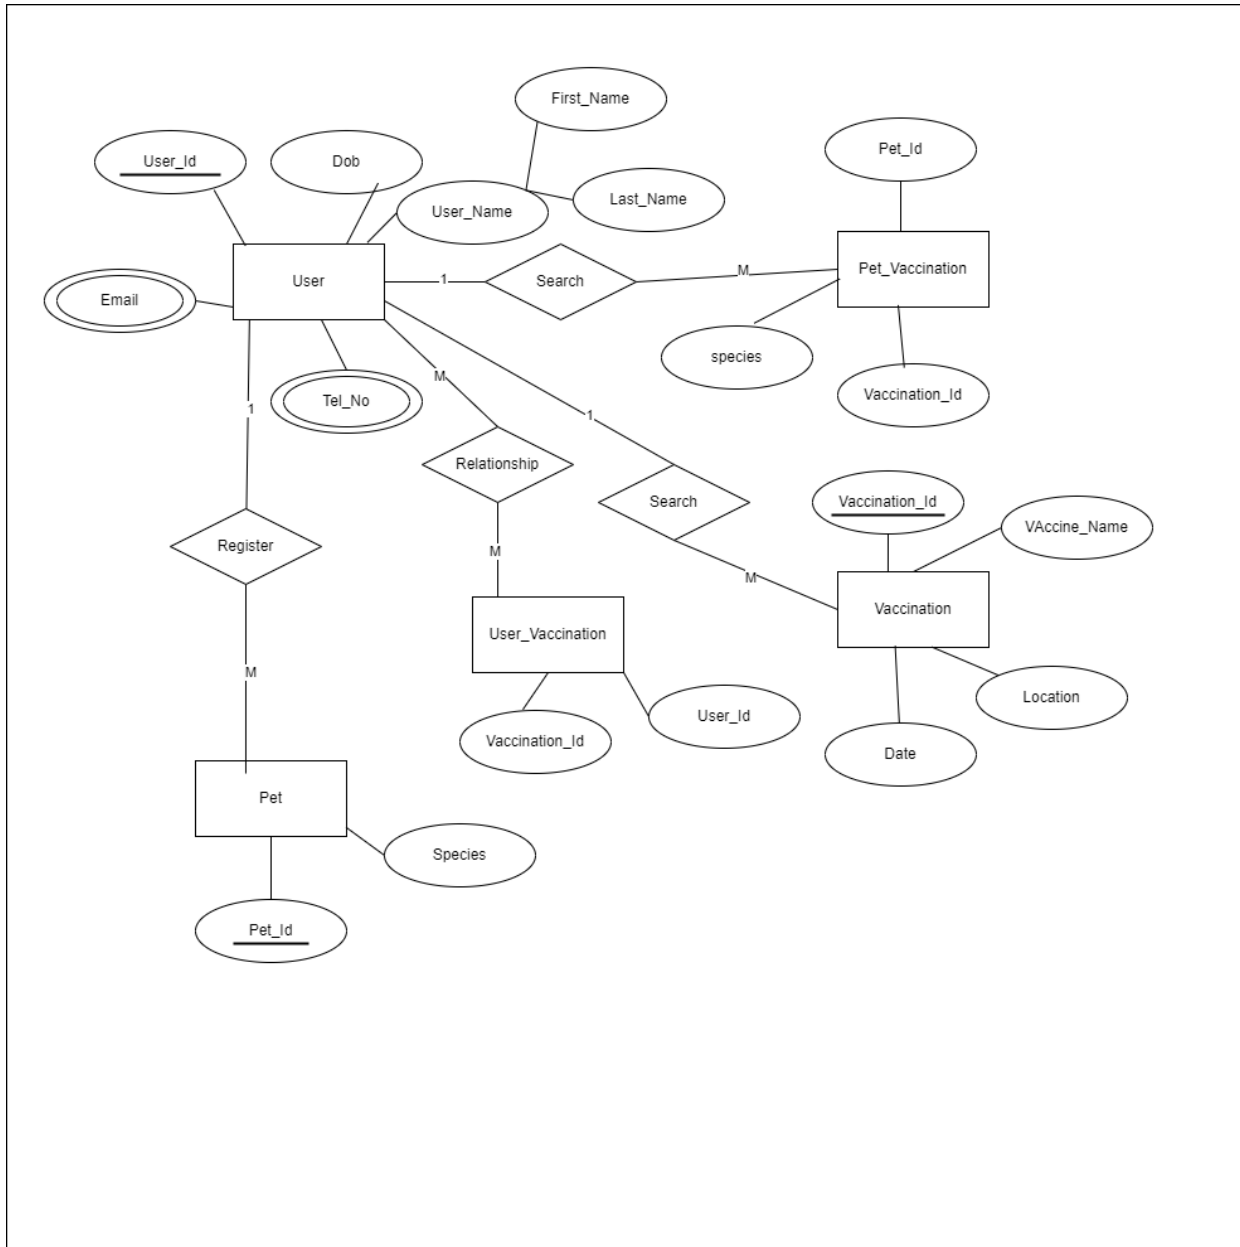 First_Name
User_Id
Dob
Pet_Id
Last_Name
User_Name
Pet_Vaccination
User
1
Search
M
Email
species
M
Vaccination_Id
Tel_No
1
1
Relationship
Search
Vaccination_Id
VAccine_Name
Register
M
M
Vaccination
User_Vaccination
M
Location
User_Id
Vaccination_Id
Date
Pet
Species
Pet_Id